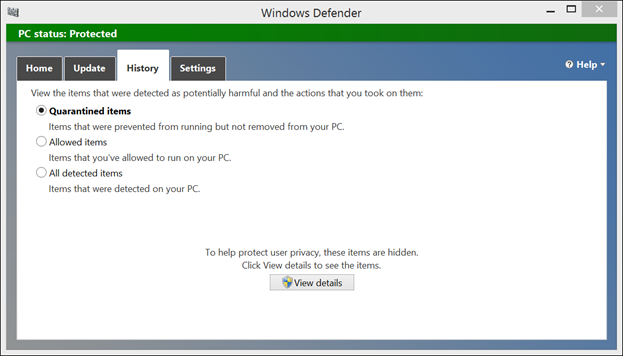 Windows Defender
PC status: Protected
Home Update History Settings Help
View the items that were detected as potentially harmful and the actions that you took on them:
Quarantined items
Items that were prevented from running but not removed from your PC.
Allowed items
Items that you've allowed to run on your PC.
All detected items
Items that were detected on your PC.
To help protect user privacy, these items are hidden.
Click View details to see the items.
View details